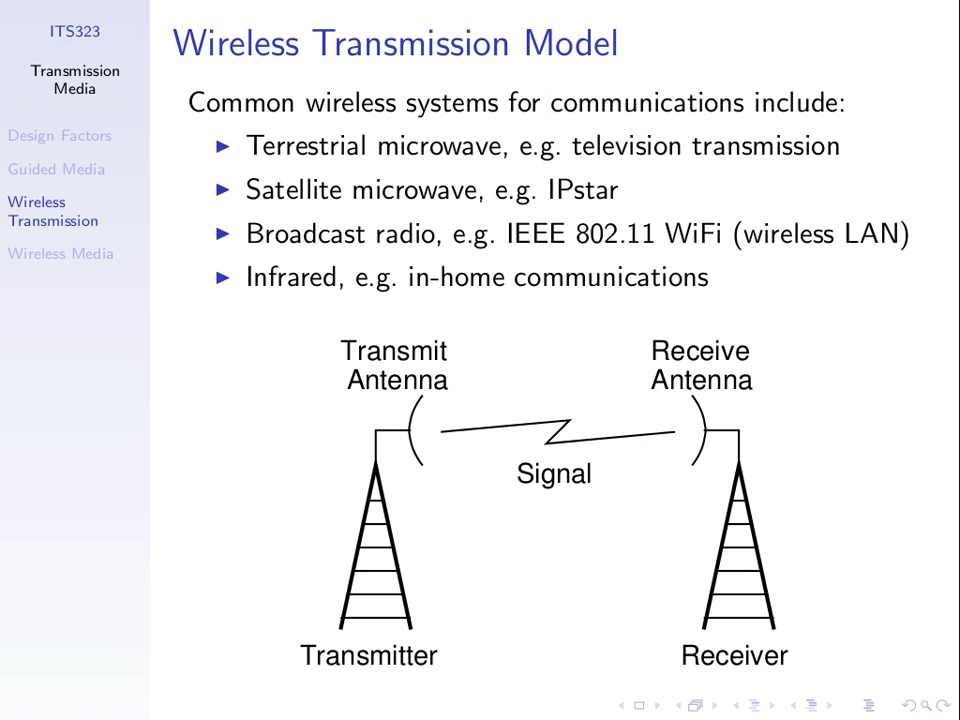 ITS323
Transmission
Media
Design Factors
Guided Media
Wireless
Transmission
Wireless Media
Wireless Transmission Model
Common wireless systems for communications include:
Terrestrial microwave, e.g. television transmission
Satellite microwave, e.g. IPstar
Broadcast radio, e.g. IEEE 802.11 WiFi (wireless LAN)
Infrared, e.g. in-home communications
Transmit
Antenna
Receive
Antenna
Signal
Transmitter
Receiver